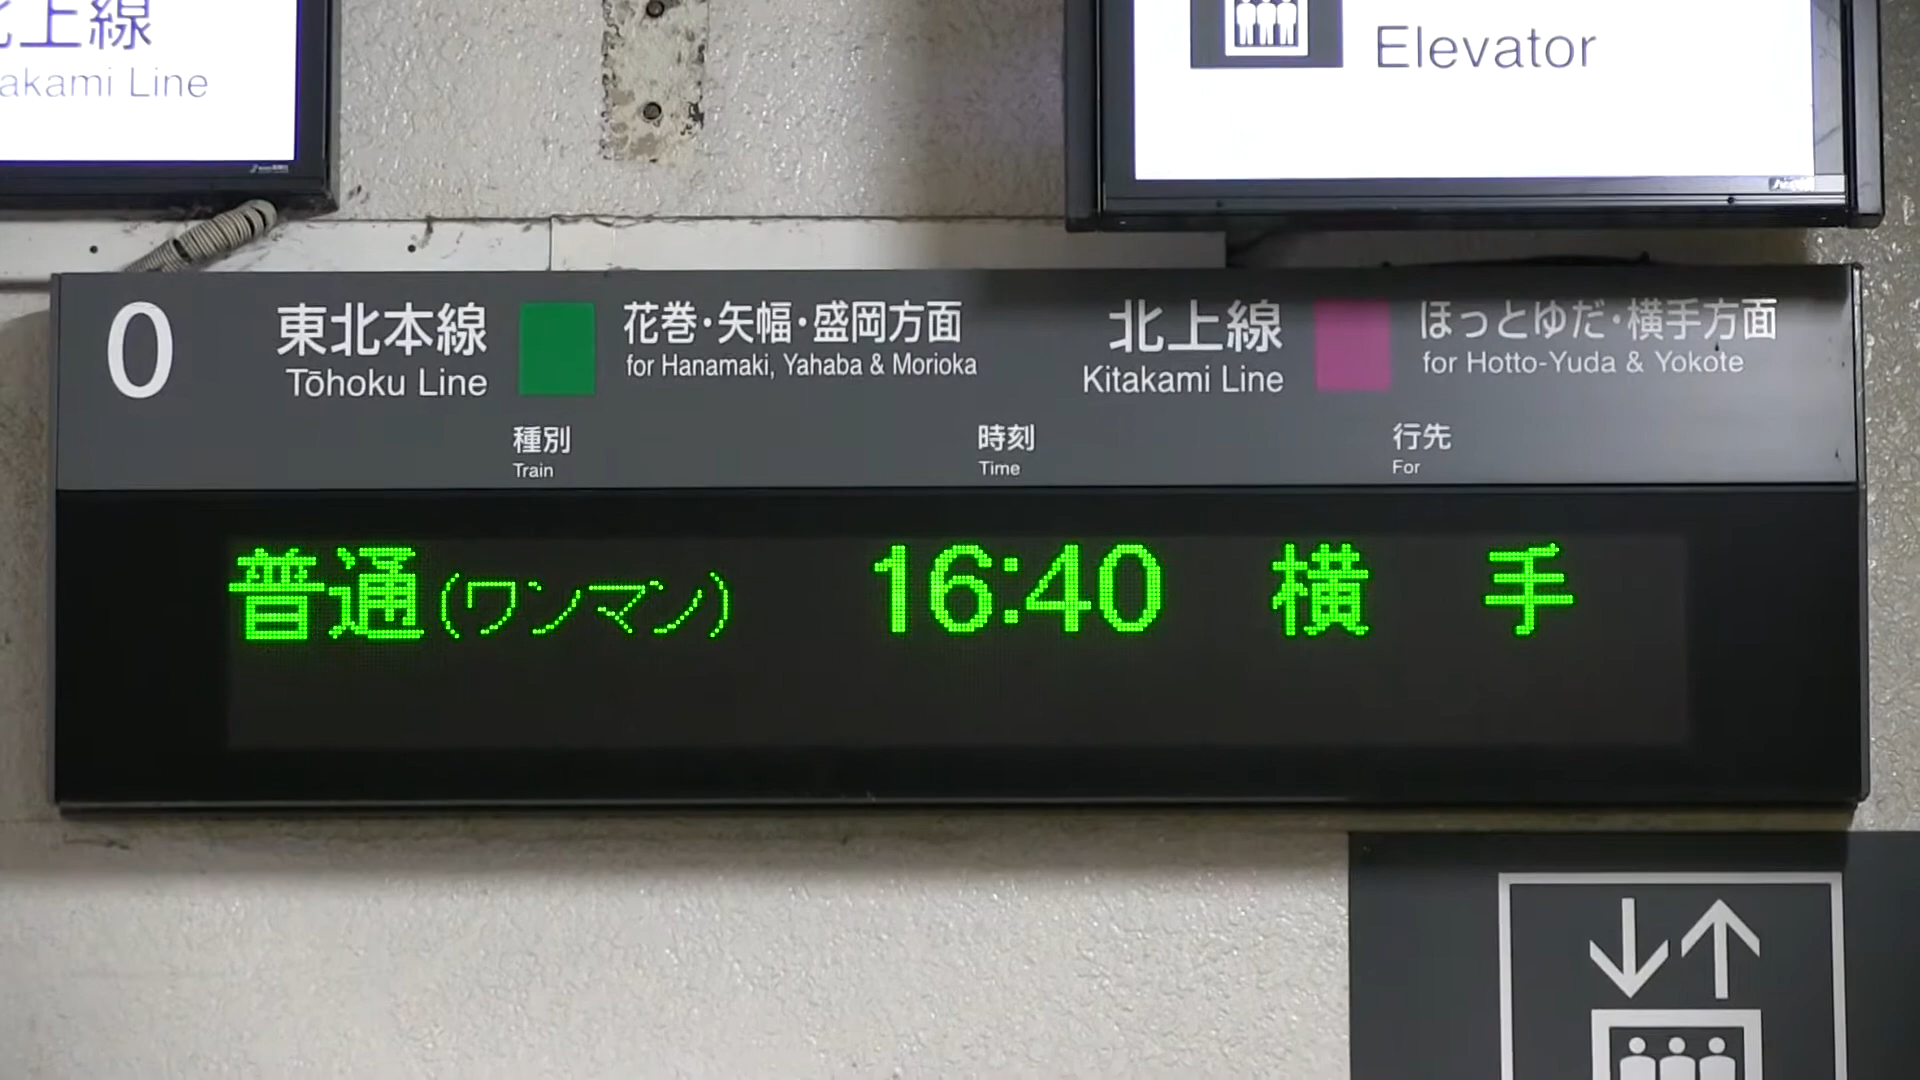 上線
akami Line
Elevator
0
東北本線
Tōhoku Line
花巻・矢幅・盛岡方面
for Hanamaki, Yahaba & Morioka
北上線
Kitakami Line
ほっとゆだ・横手方面
for Hotto-Yuda & Yokote
種別
Train
時刻
Time
行先
For
普通(ワンマン) 16:40 横 手